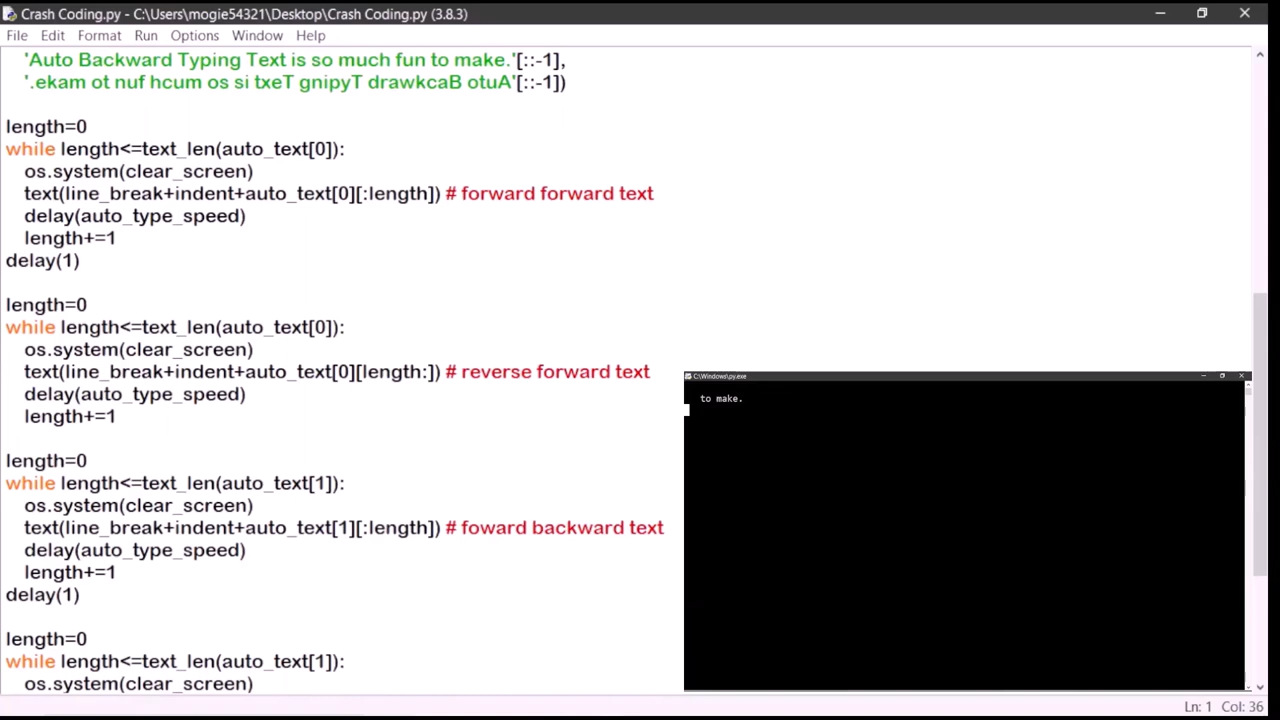 Crash Coding.py - C:\Users\mogie54321\Desktop\Crash Coding.py (3.8.3)
File Edit Format Run Options Window Help
'Auto Backward Typing Text is so much fun to make.'[::-1],
'.ekam ot nuf hcum os si txeT gnipyT drawkcaB otuA'[::-1])
length=0
while length<=text_len(auto_text[0]):
os.system(clear_screen)
text(line_break+indent+auto_text[0][:length]) # forward forward text
delay(auto_type_speed)
length+=1
delay(1)
length=0
while length<=text_len(auto_text[0]):
os.system(clear_screen)
text(line_break+indent+auto_text[0][length:]) # reverse forward text
delay(auto_type_speed)
length+=1
length=0
while length<=text_len(auto_text[1]):
os.system(clear_screen)
text(line_break+indent+auto_text[1][:length]) # foward backward text
delay(auto_type_speed)
length+=1
delay(1)
length=0
while length<=text_len(auto_text[1]):
os.system(clear_screen)
C:\Windows\py.exe
to make.
Ln: 1 Col: 36